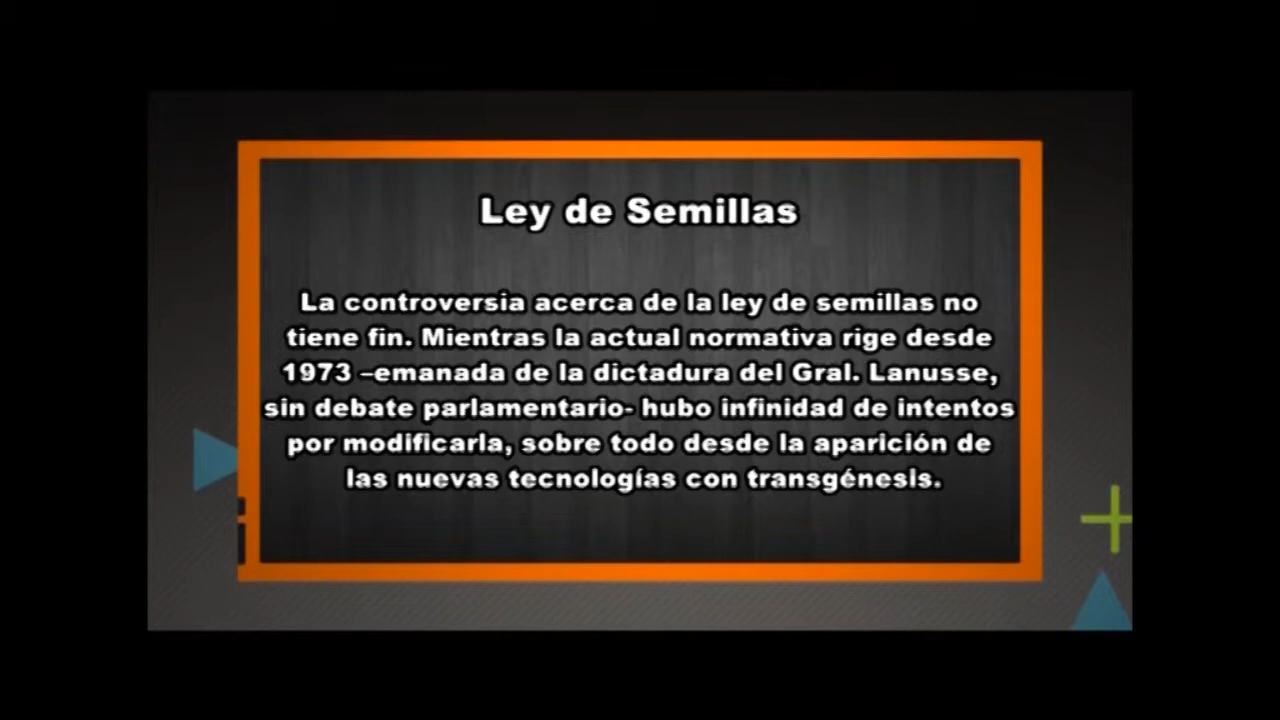 Ley de Semillas
La controversia acerca de la ley de semillas no
tiene fin. Mientras la actual normativa rige desde
1973 –emanada de la dictadura del Gral. Lanusse,
sin debate parlamentario- hubo infinidad de intentos
por modificarla, sobre todo desde la aparición de
las nuevas tecnologías con transgénesis.